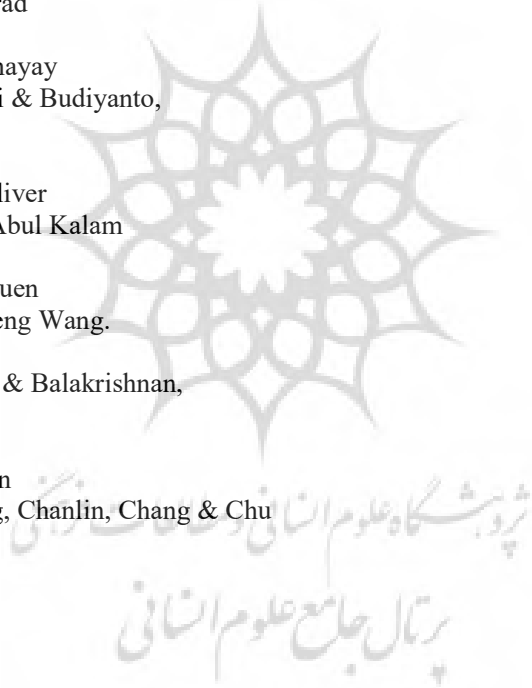 rad
nayay
i & Budiyanto,
liver
Abul Kalam
uen
eng Wang.
& Balakrishnan,
n
g, Chanlin, Chang & Chu
پژوهشگاه علوم انسانی و مطالعات فرهنگی
پرتال جامع علوم انسانی